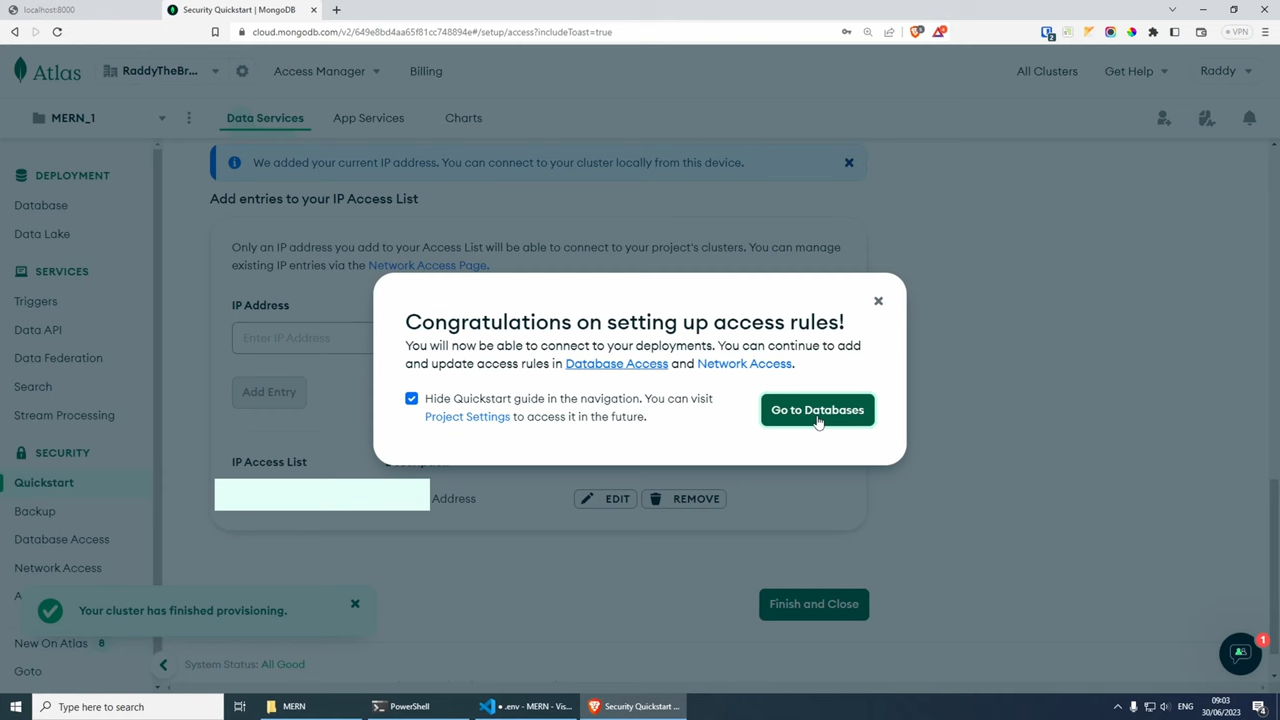 localhost:8000
Security Quickstart | MongoDB
cloud.mongodb.com/v2/649e8bd4aa65f81cc748894e#/setup/access?includeToast=true
VPN
Atlas
RaddyTheBr...
Access Manager
Billing
All Clusters
Get Help
Raddy
MERN_1
Data Services
App Services
Charts
DEPLOYMENT
Database
Data Lake
SERVICES
Triggers
Data API
Data Federation
Search
Stream Processing
SECURITY
Quickstart
Backup
Database Access
Network Access
A
New On Atlas 8
Goto
We added your current IP address. You can connect to your cluster locally from this device.
Add entries to your IP Access List
Only an IP address you add to your Access List will be able to connect to your project's clusters. You can manage
existing IP entries via the Network Access Page.
IP Address
Enter IP Address
Add Entry
Congratulations on setting up access rules!
You will now be able to connect to your deployments. You can continue to add
and update access rules in Database Access and Network Access.
Hide Quickstart guide in the navigation. You can visit
Project Settings to access it in the future.
Go to Databases
IP Access List
Address
EDIT
REMOVE
Your cluster has finished provisioning.
Finish and Close
System Status: All Good
1
Type here to search
MERN
PowerShell
● .env - MERN - Vis...
Security Quickstart ...
09:03
30/06/2023